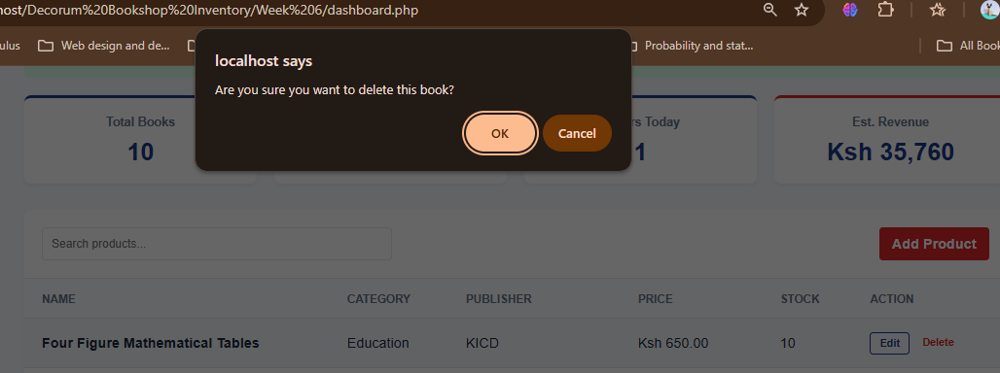 ost/Decorum%20Bookshop%20Inventory/Week%206/dashboard.php
ulus Web design and de... Probability and stat... All Boo
localhost says
Are you sure you want to delete this book?
OK Cancel
Total Books rs Today Est. Revenue
10 1 Ksh 35,760
Search products... Add Product
NAME CATEGORY PUBLISHER PRICE STOCK ACTION
Four Figure Mathematical Tables Education KICD Ksh 650.00 10 Edit Delete